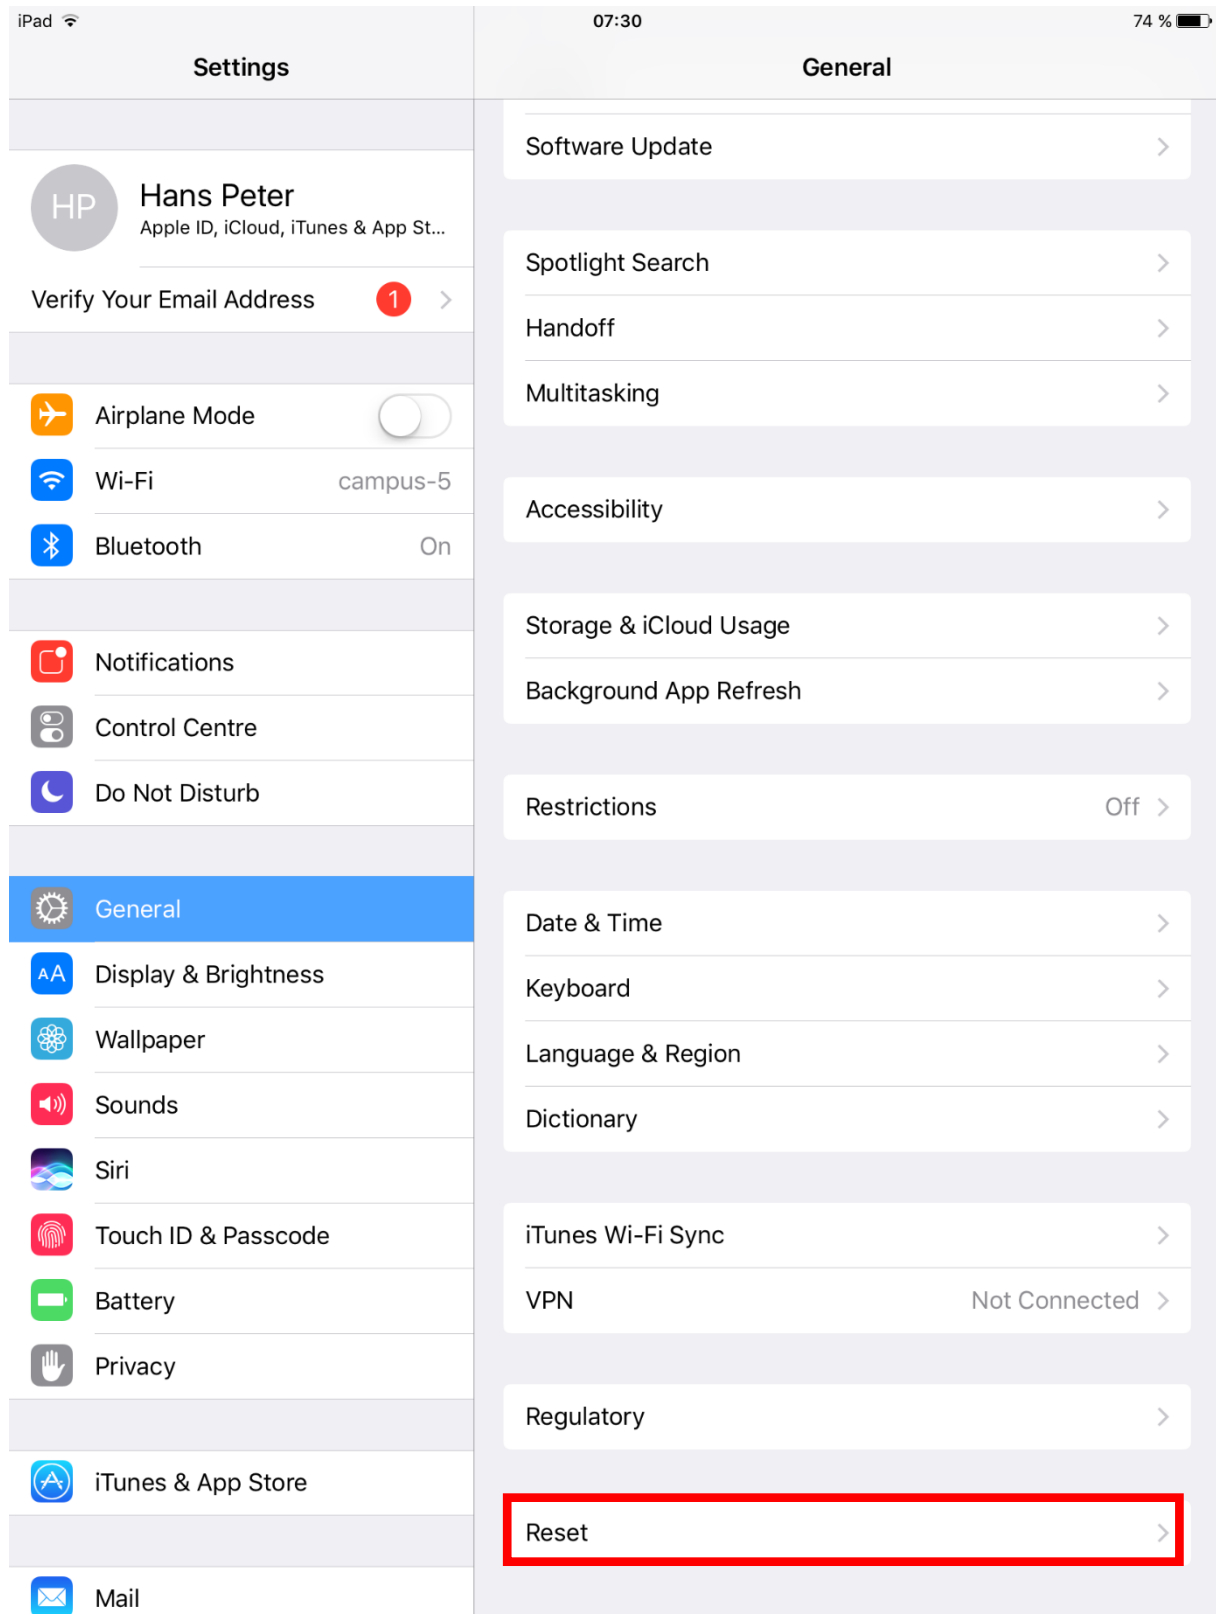 iPad
07:30
74 %
Settings
General
HP
Hans Peter
Apple ID, iCloud, iTunes & App St...
Verify Your Email Address
1
Airplane Mode
Wi-Fi
campus-5
Bluetooth
On
Notifications
Control Centre
Do Not Disturb
General
AA
Display & Brightness
Wallpaper
Sounds
Siri
Touch ID & Passcode
Battery
Privacy
iTunes & App Store
Mail
Software Update
Spotlight Search
Handoff
Multitasking
Accessibility
Storage & iCloud Usage
Background App Refresh
Restrictions
Off
Date & Time
Keyboard
Language & Region
Dictionary
iTunes Wi-Fi Sync
VPN
Not Connected
Regulatory
Reset